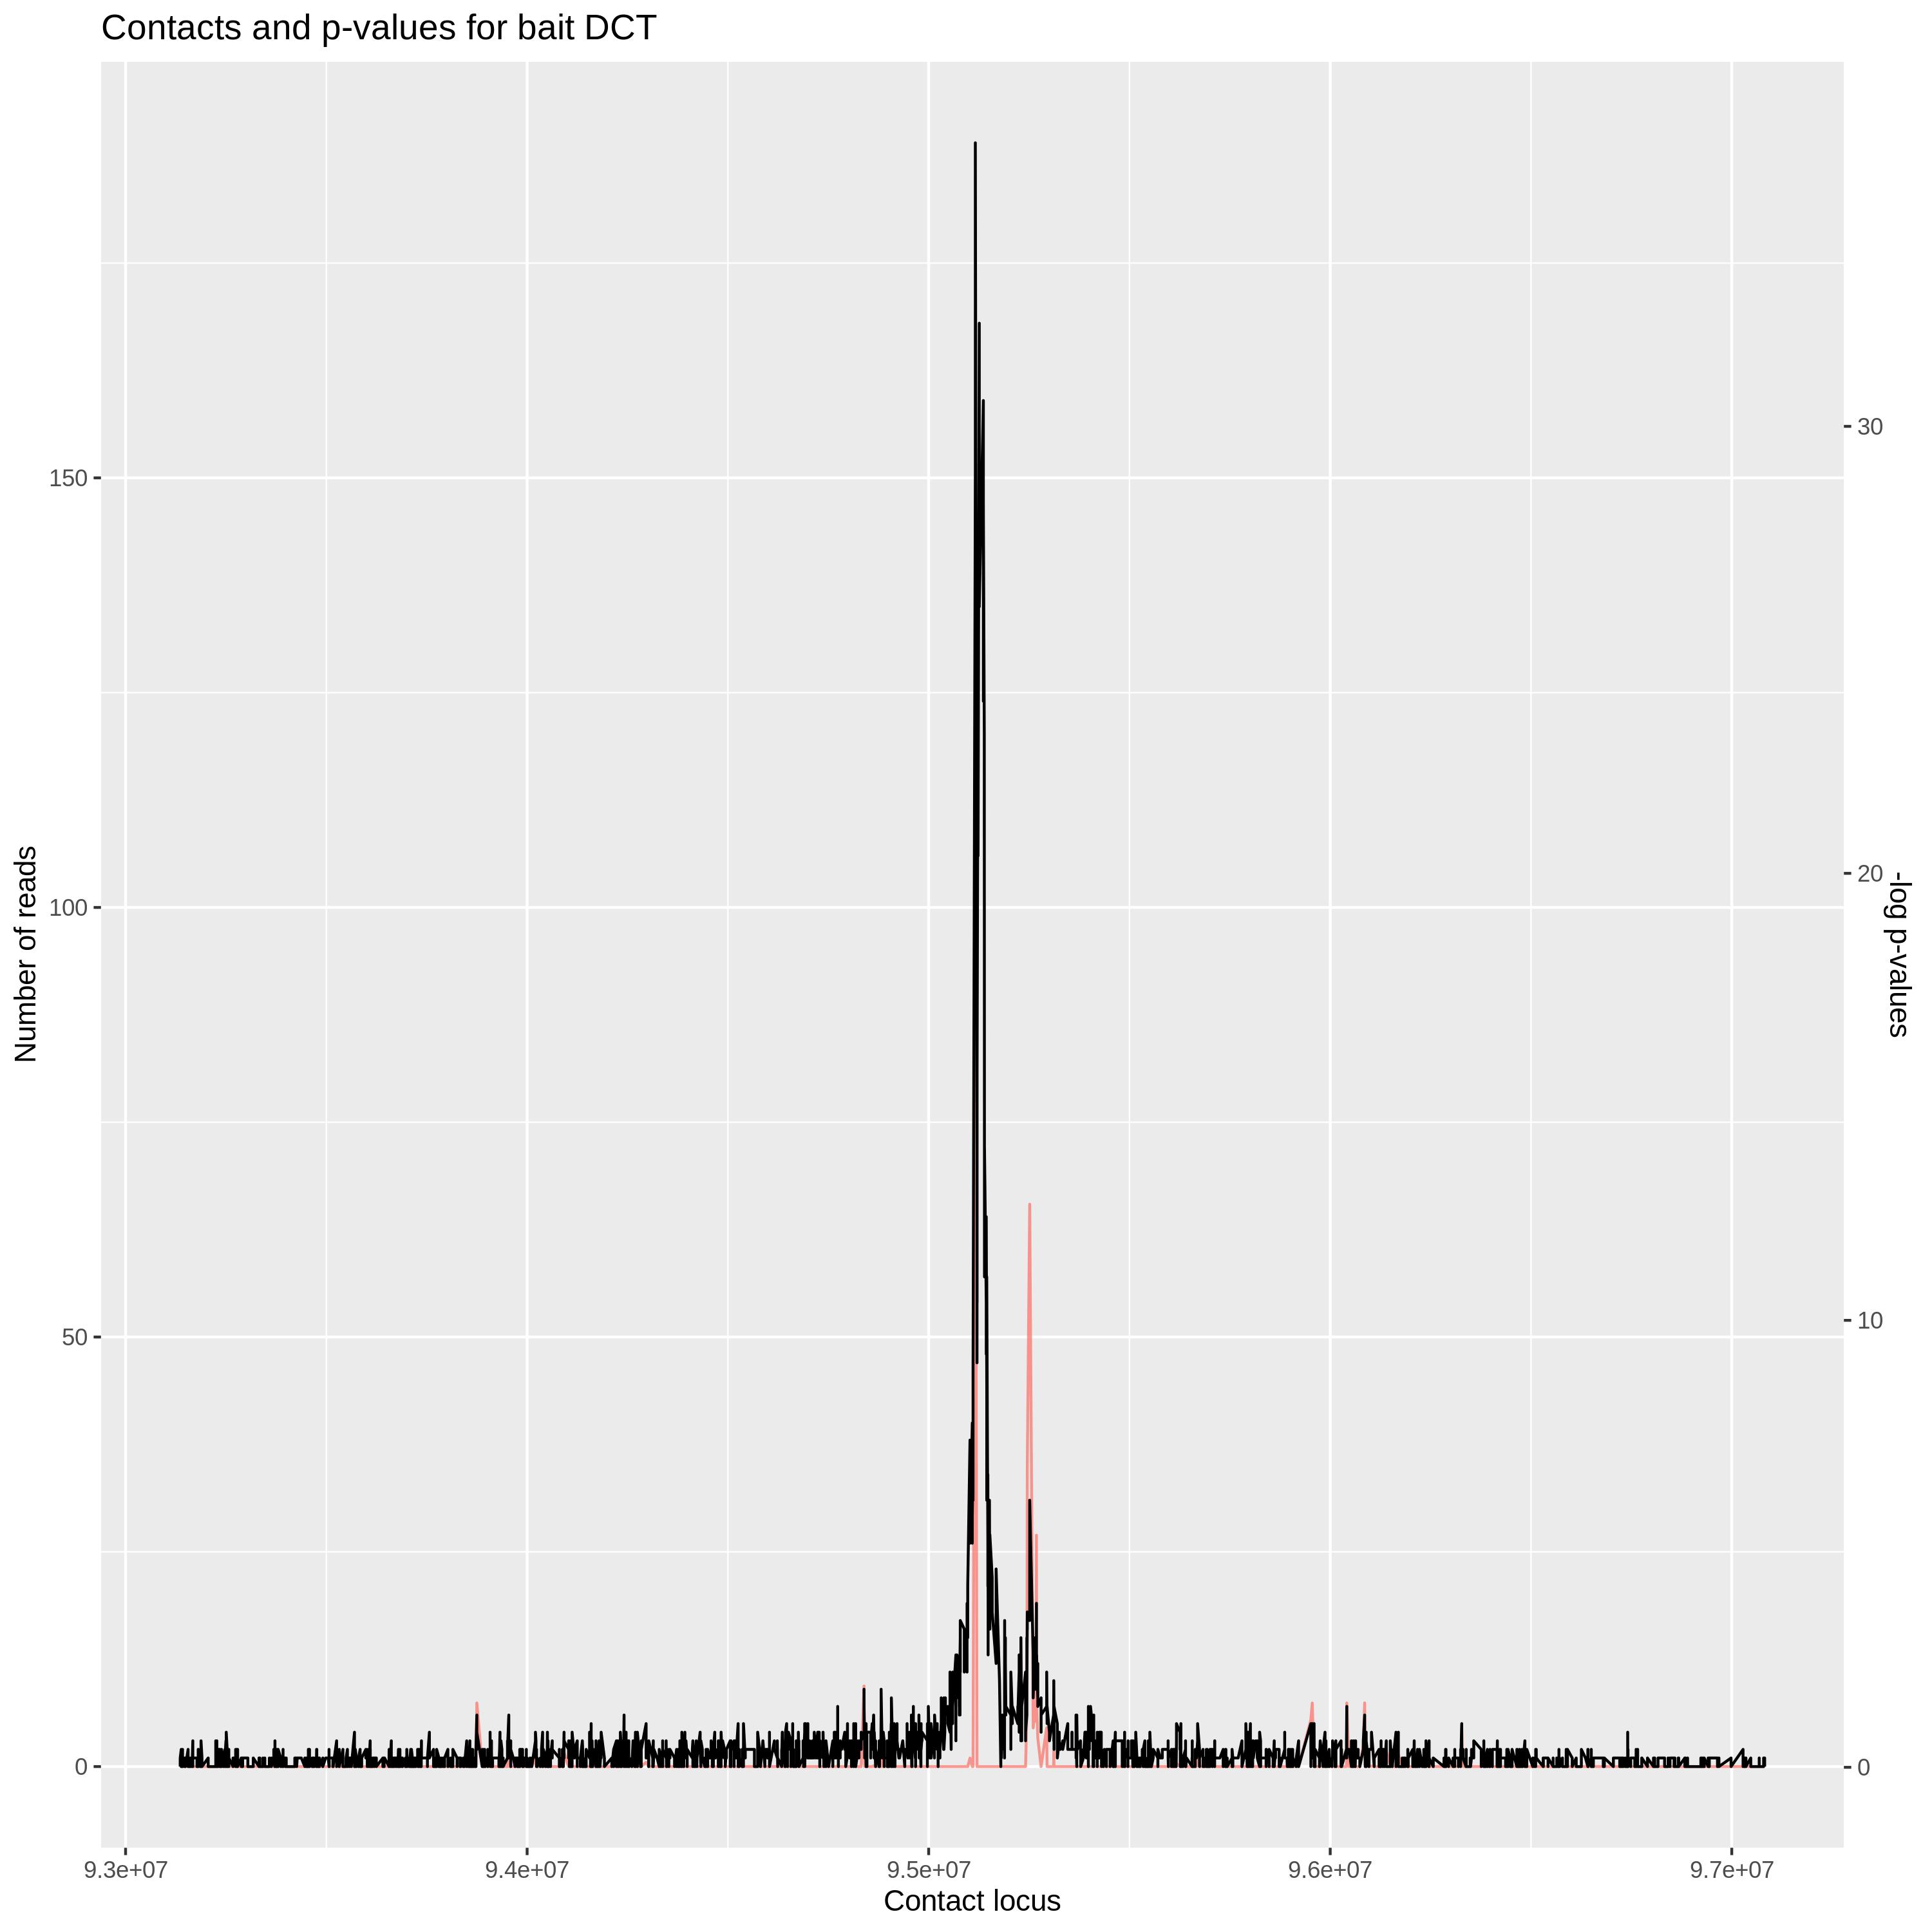 Contacts and p-values for bait DCT
150
100
50
0
Number of reads
30
20
10
0
-log p-values
9.3e+07 9.4e+07 9.5e+07 9.6e+07 9.7e+07
Contact locus